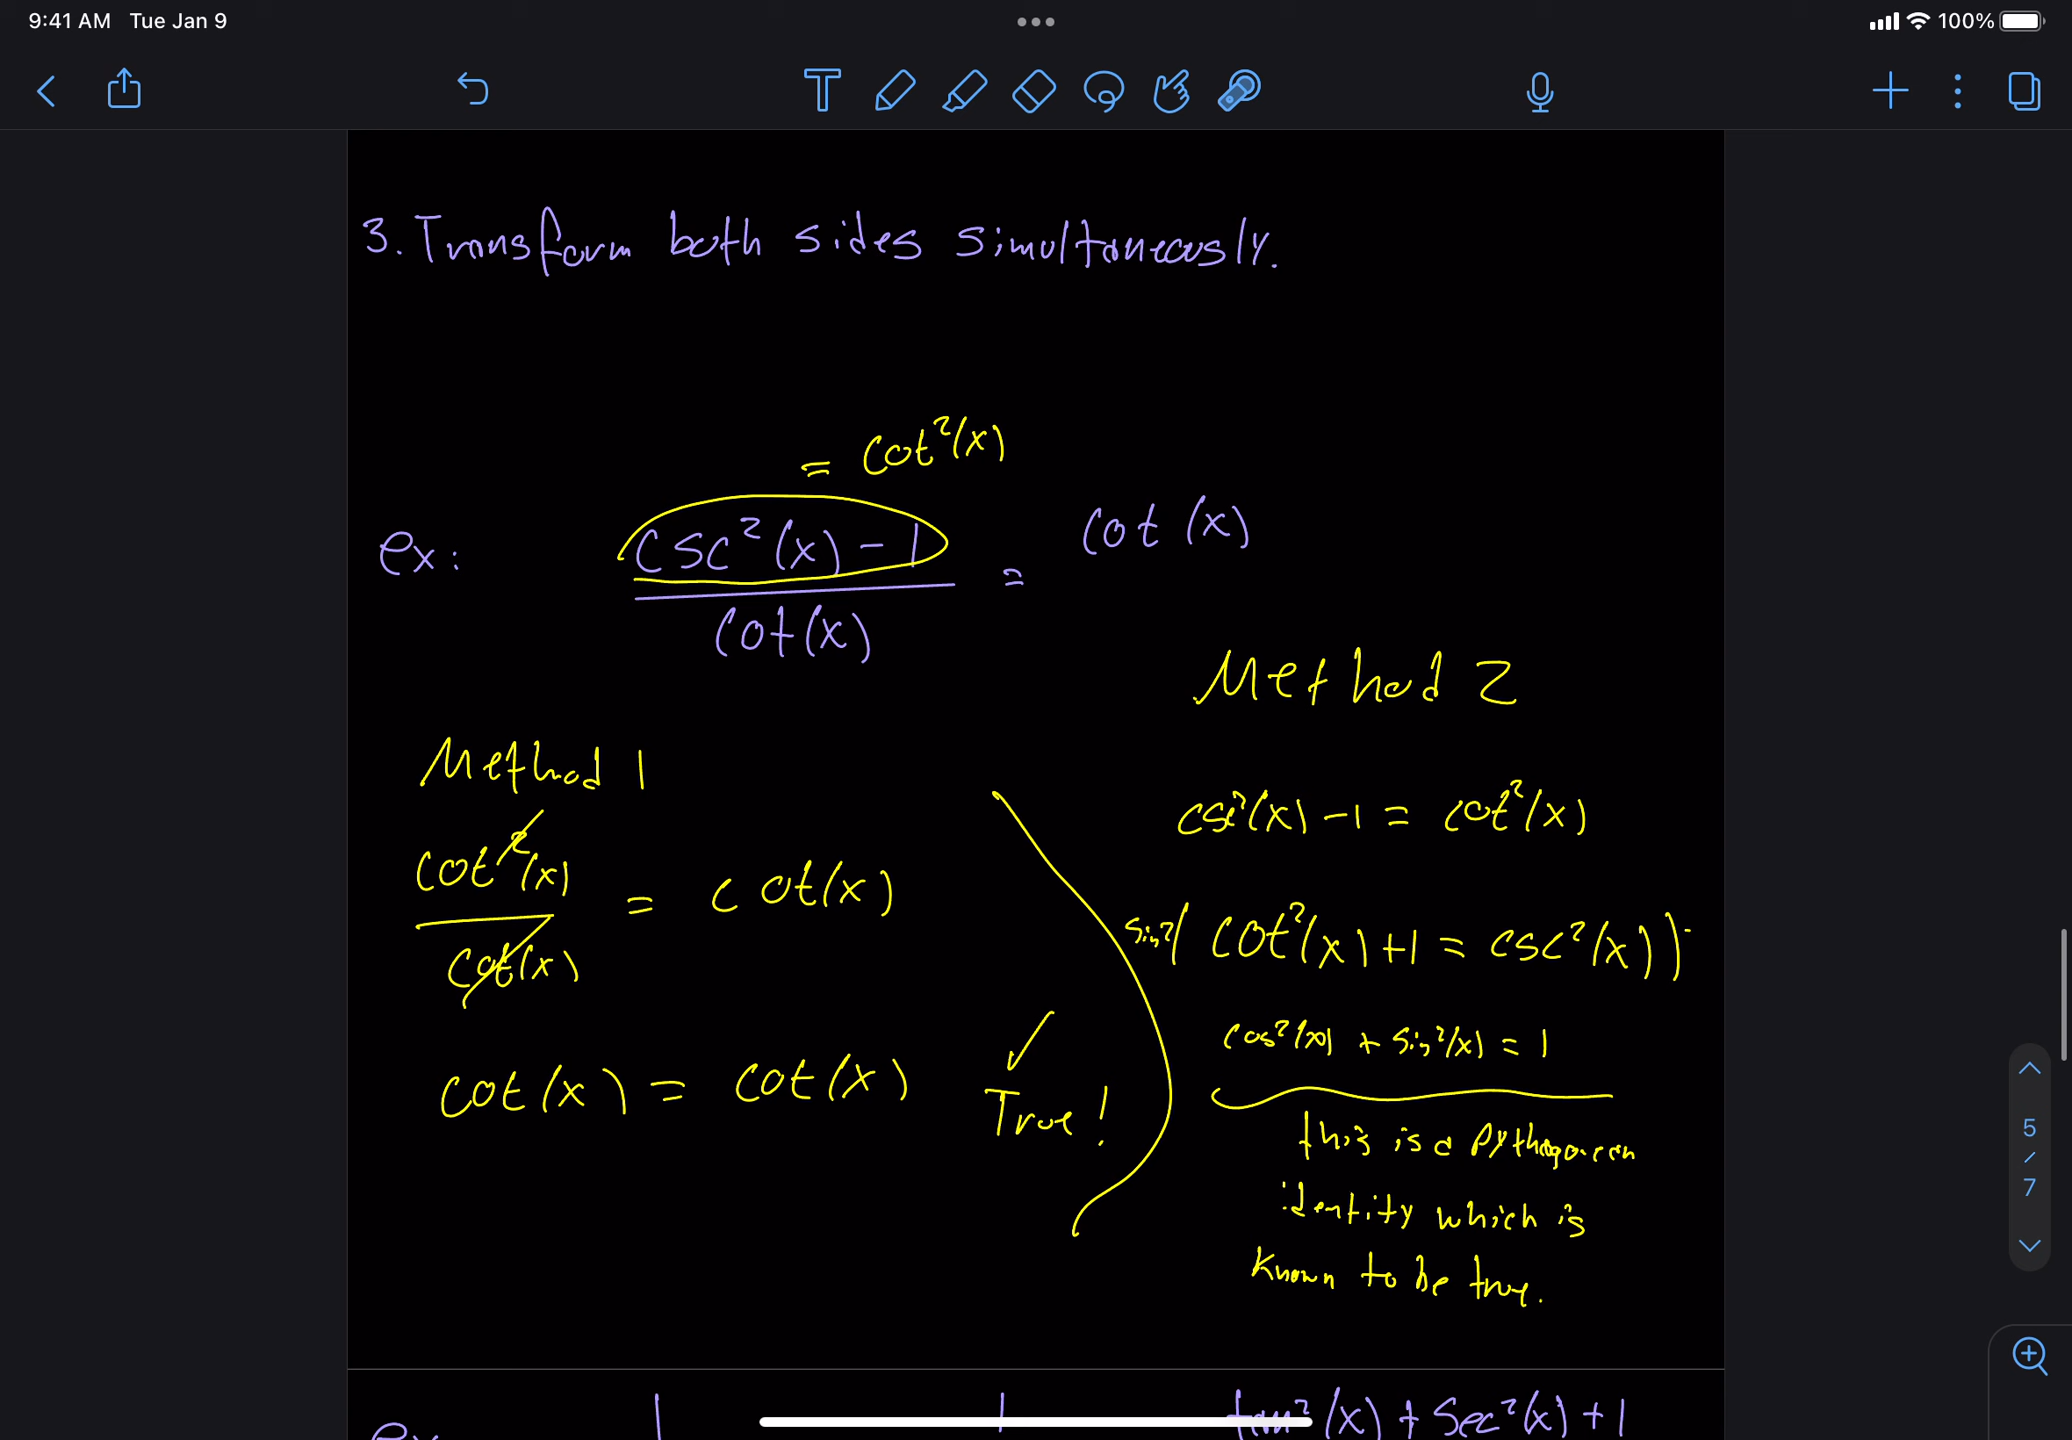 9:41 AM Tue Jan 9
100%
3. Transform both sides simultaneously.
= cot²(x)
ex: csc²(x) - 1 = cot(x)
cot(x)
Method 2
Method 1
csc²(x) - 1 = cot²(x)
cot²(x) = cot(x)
cot(x)
sin²( cot²(x) + 1 = csc²(x))
cos²(x) + sin²(x) = 1
cot(x) = cot(x) ✓ True!
this is a Pythagorean
identity which is
known to be true.
5
/
7
tan²(x) + sec²(x) + 1